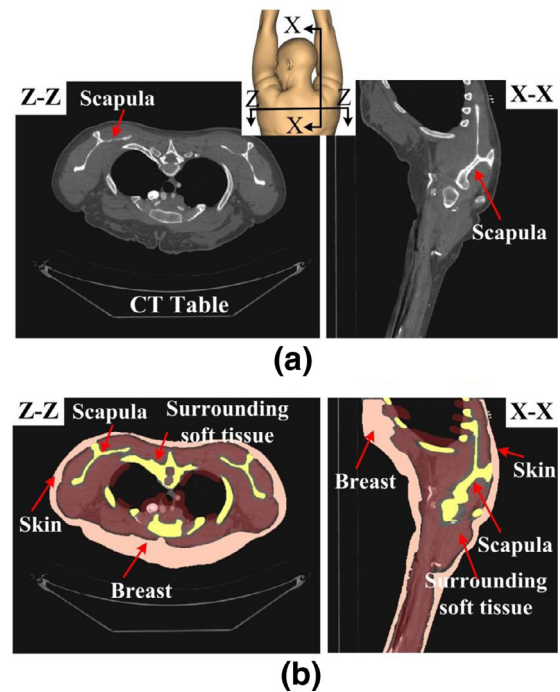 Z-Z
Scapula
X
Z
Z
X
X-X
Scapula
CT Table
(a)
Z-Z
Scapula
Surrounding
soft tissue
Skin
Breast
X-X
Breast
Skin
Scapula
Surrounding
soft tissue
(b)